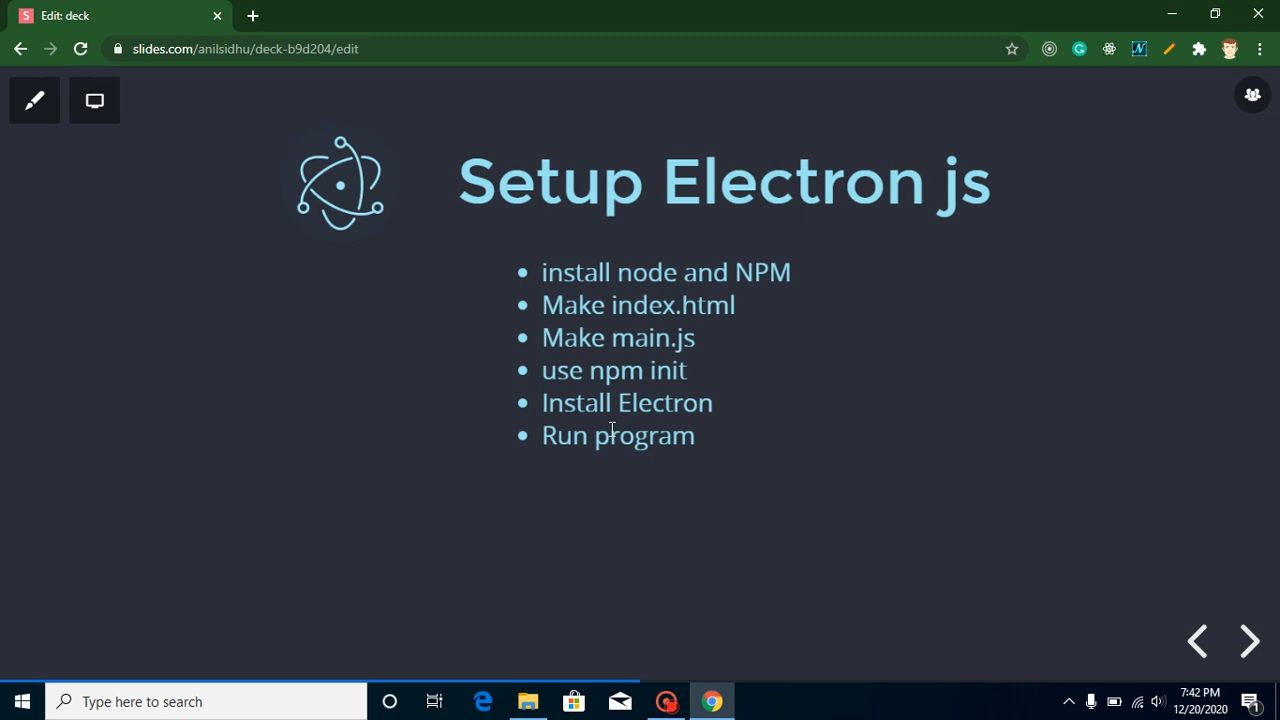 S Edit: deck
slides.com/anilsidhu/deck-b9d204/edit
Setup Electron js
• install node and NPM
• Make index.html
• Make main.js
• use npm init
• Install Electron
• Run program
Type here to search
7:42 PM
12/20/2020
1